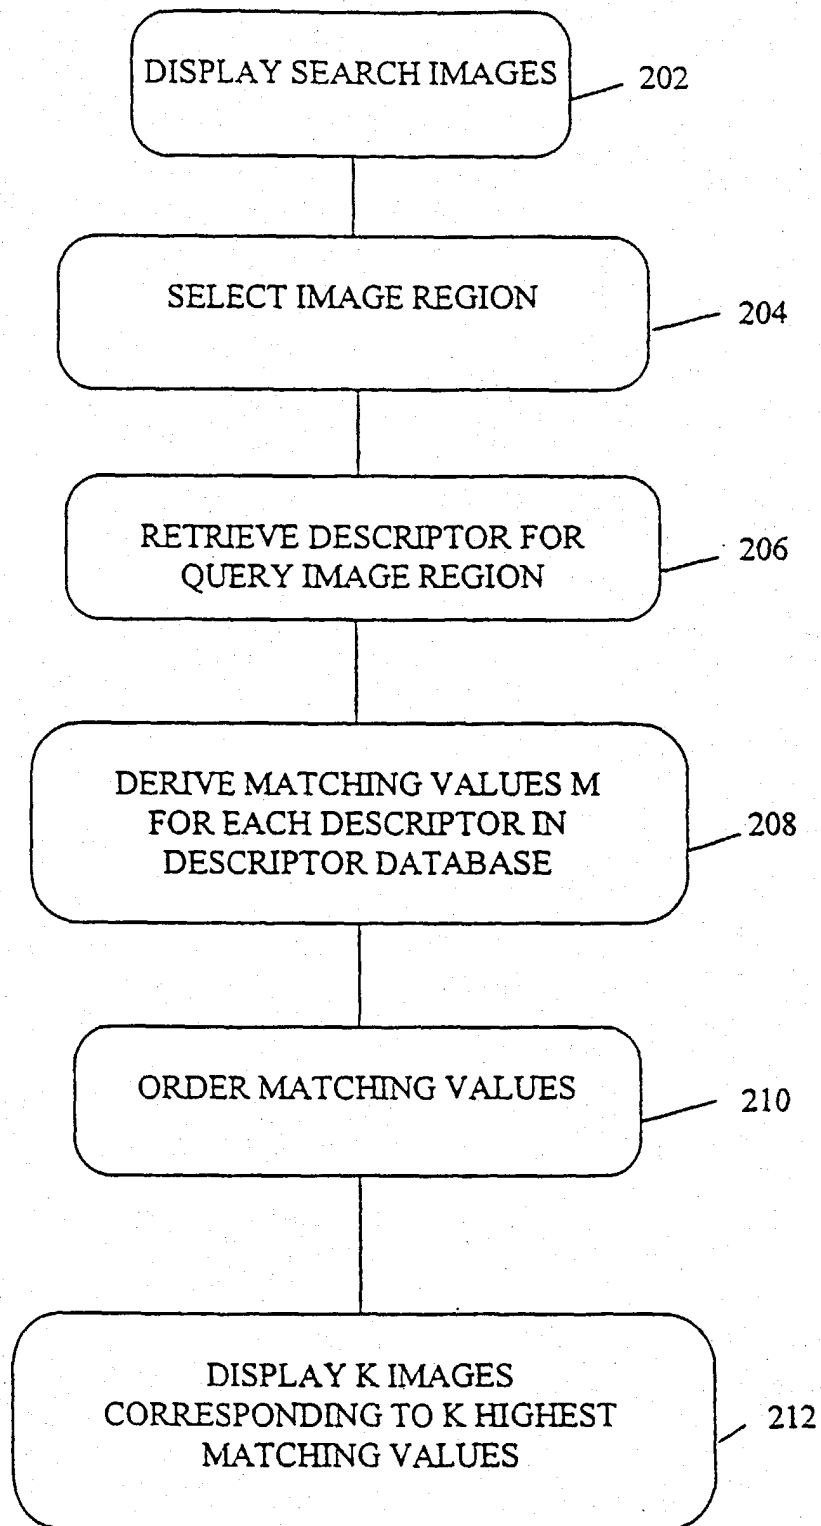 DISPLAY SEARCH IMAGES
202
SELECT IMAGE REGION
204
RETRIEVE DESCRIPTOR FOR
QUERY IMAGE REGION
206
DERIVE MATCHING VALUES M
FOR EACH DESCRIPTOR IN
DESCRIPTOR DATABASE
208
ORDER MATCHING VALUES
210
DISPLAY K IMAGES
CORRESPONDING TO K HIGHEST
MATCHING VALUES
212